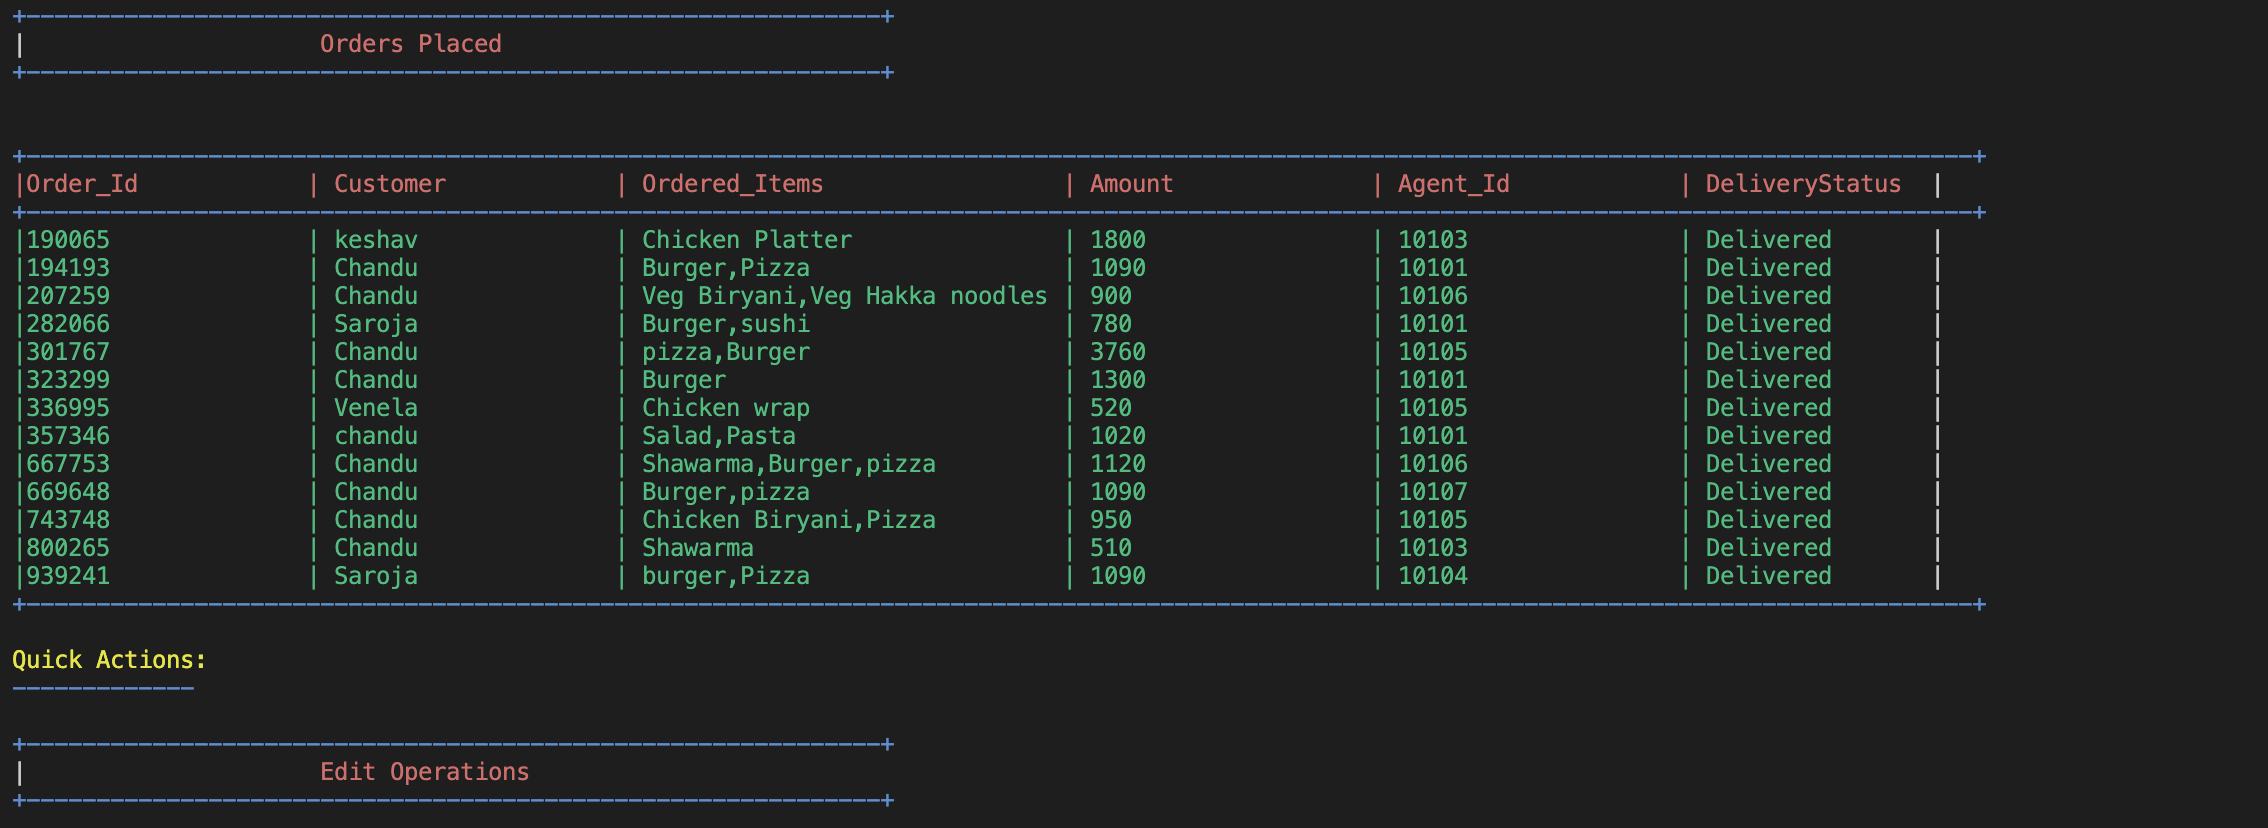 | Orders Placed
|Order_Id | Customer | Ordered_Items | Amount | Agent_Id | DeliveryStatus |
|190065 | keshav | Chicken Platter | 1800 | 10103 | Delivered |
|194193 | Chandu | Burger,Pizza | 1090 | 10101 | Delivered |
|207259 | Chandu | Veg Biryani,Veg Hakka noodles | 900 | 10106 | Delivered |
|282066 | Saroja | Burger,sushi | 780 | 10101 | Delivered |
|301767 | Chandu | pizza,Burger | 3760 | 10105 | Delivered |
|323299 | Chandu | Burger | 1300 | 10101 | Delivered |
|336995 | Venela | Chicken wrap | 520 | 10105 | Delivered |
|357346 | chandu | Salad,Pasta | 1020 | 10101 | Delivered |
|667753 | Chandu | Shawarma,Burger,pizza | 1120 | 10106 | Delivered |
|669648 | Chandu | Burger,pizza | 1090 | 10107 | Delivered |
|743748 | Chandu | Chicken Biryani,Pizza | 950 | 10105 | Delivered |
|800265 | Chandu | Shawarma | 510 | 10103 | Delivered |
|939241 | Saroja | burger,Pizza | 1090 | 10104 | Delivered |
Quick Actions:
| Edit Operations